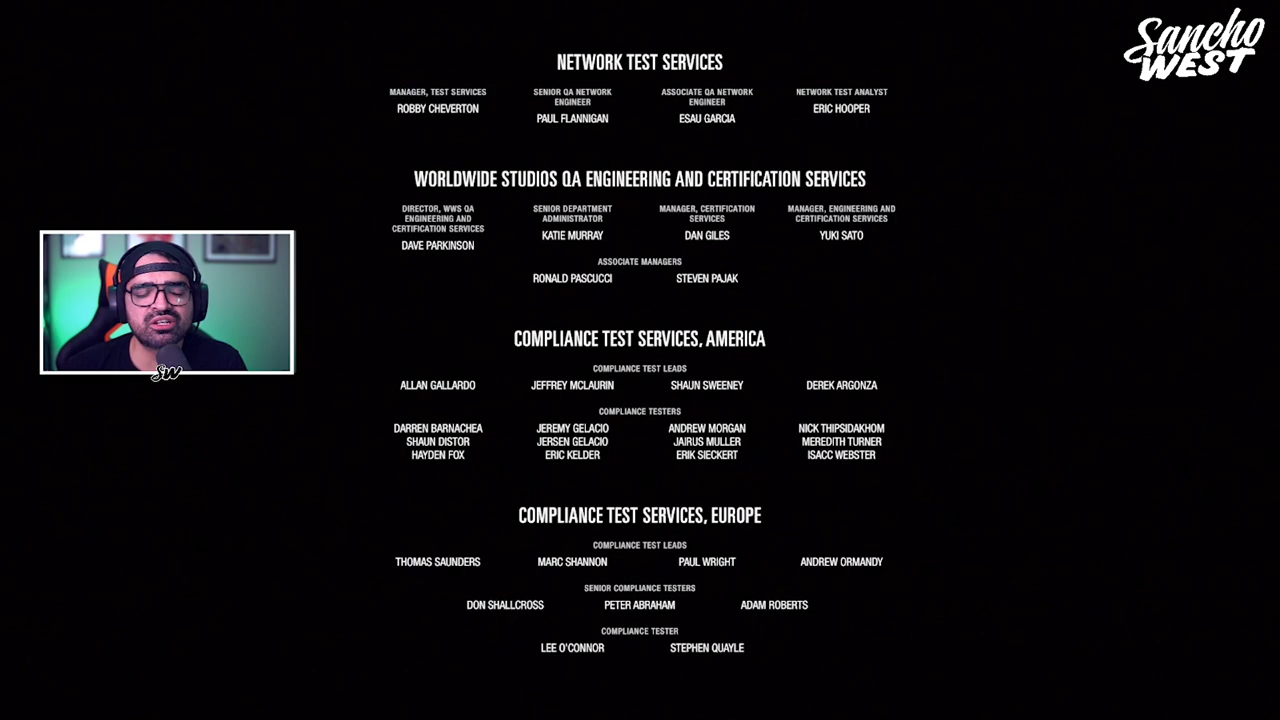 Sancho
WEST
NETWORK TEST SERVICES
MANAGER, TEST SERVICES
ROBBY CHEVERTON
SENIOR QA NETWORK
ENGINEER
PAUL FLANNIGAN
ASSOCIATE QA NETWORK
ENGINEER
ESAU GARCIA
NETWORK TEST ANALYST
ERIC HOOPER
WORLDWIDE STUDIOS QA ENGINEERING AND CERTIFICATION SERVICES
DIRECTOR, WWS QA
ENGINEERING AND
CERTIFICATION SERVICES
DAVE PARKINSON
SENIOR DEPARTMENT
ADMINISTRATOR
KATIE MURRAY
MANAGER, CERTIFICATION
SERVICES
DAN GILES
MANAGER, ENGINEERING AND
CERTIFICATION SERVICES
YUKI SATO
ASSOCIATE MANAGERS
RONALD PASCUCCI STEVEN PAJAK
COMPLIANCE TEST SERVICES, AMERICA
COMPLIANCE TEST LEADS
ALLAN GALLARDO JEFFREY MCLAURIN SHAUN SWEENEY DEREK ARGONZA
COMPLIANCE TESTERS
DARREN BARNACHEA JEREMY GELACIO ANDREW MORGAN NICK THIPSIDAKHOM
SHAUN DISTOR JERSEN GELACIO JAIRUS MULLER MEREDITH TURNER
HAYDEN FOX ERIC KELDER ERIK SIECKERT ISACC WEBSTER
COMPLIANCE TEST SERVICES, EUROPE
COMPLIANCE TEST LEADS
THOMAS SAUNDERS MARC SHANNON PAUL WRIGHT ANDREW ORMANDY
SENIOR COMPLIANCE TESTERS
DON SHALLCROSS PETER ABRAHAM ADAM ROBERTS
COMPLIANCE TESTER
LEE O'CONNOR STEPHEN QUAYLE
SW